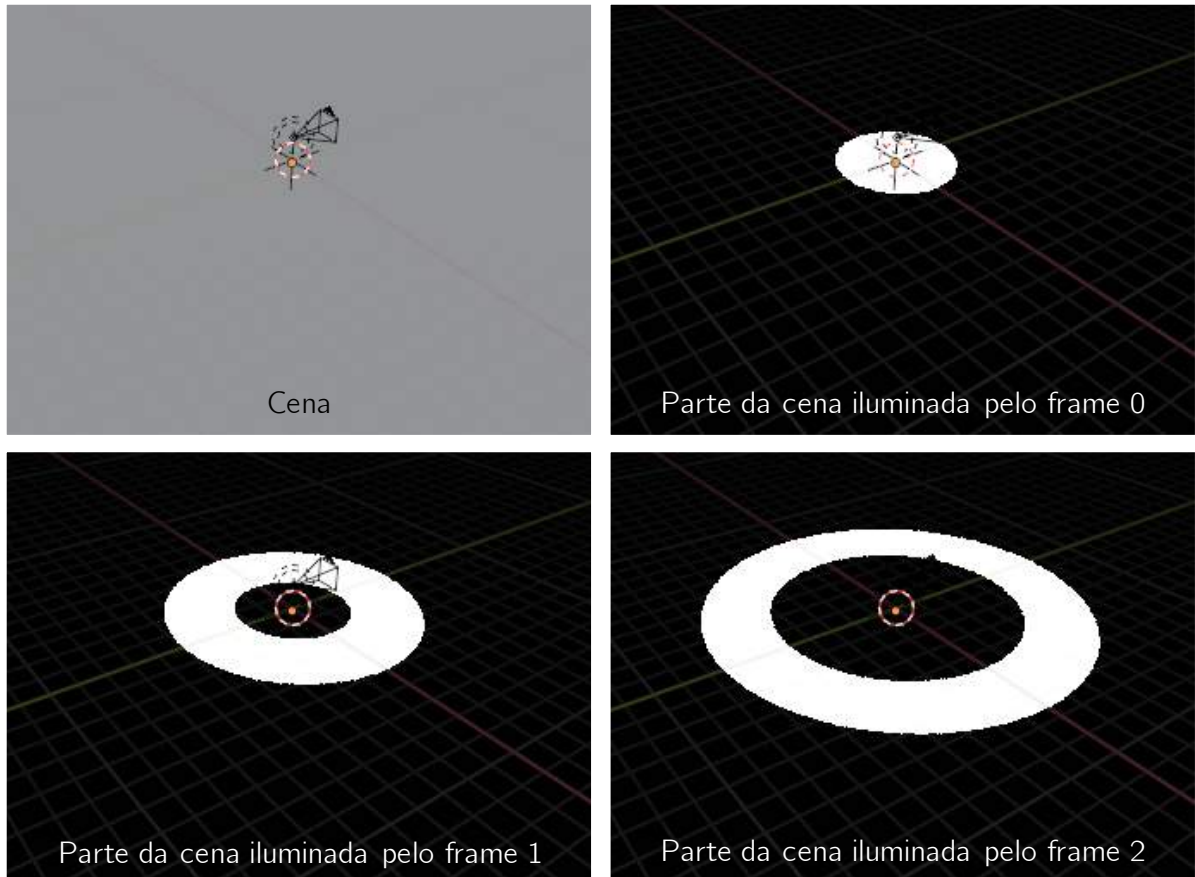 Cena
Parte da cena iluminada pelo frame 0
Parte da cena iluminada pelo frame 1
Parte da cena iluminada pelo frame 2